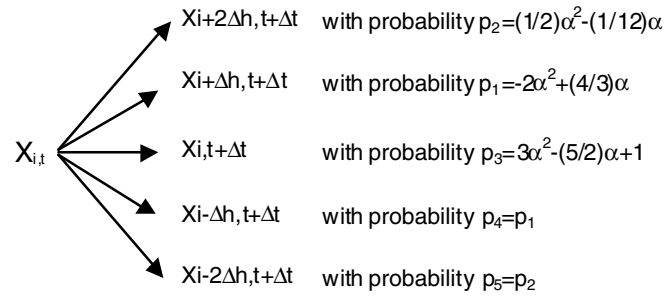 Xi+2Δh,t+Δt with probability p₂=(1/2)α²-(1/12)α
Xi+Δh,t+Δt with probability p₁=-2α²+(4/3)α
Xᵢ,ₜ
Xi,t+Δt with probability p₃=3α²-(5/2)α+1
Xi-Δh,t+Δt with probability p₄=p₁
Xi-2Δh,t+Δt with probability p₅=p₂